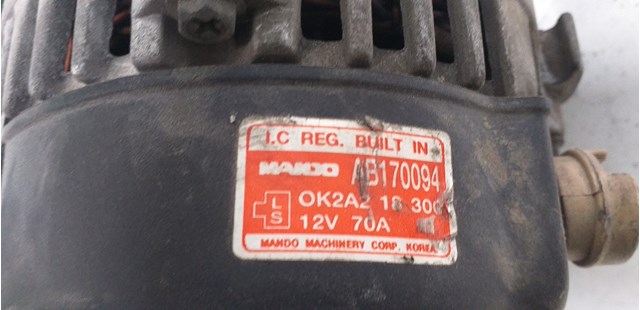 I.C REG. BUILT IN
MANDO AB170094
L
S
OK2A2 18 300
12V 70A
MANDO MACHINERY CORP. KOREA